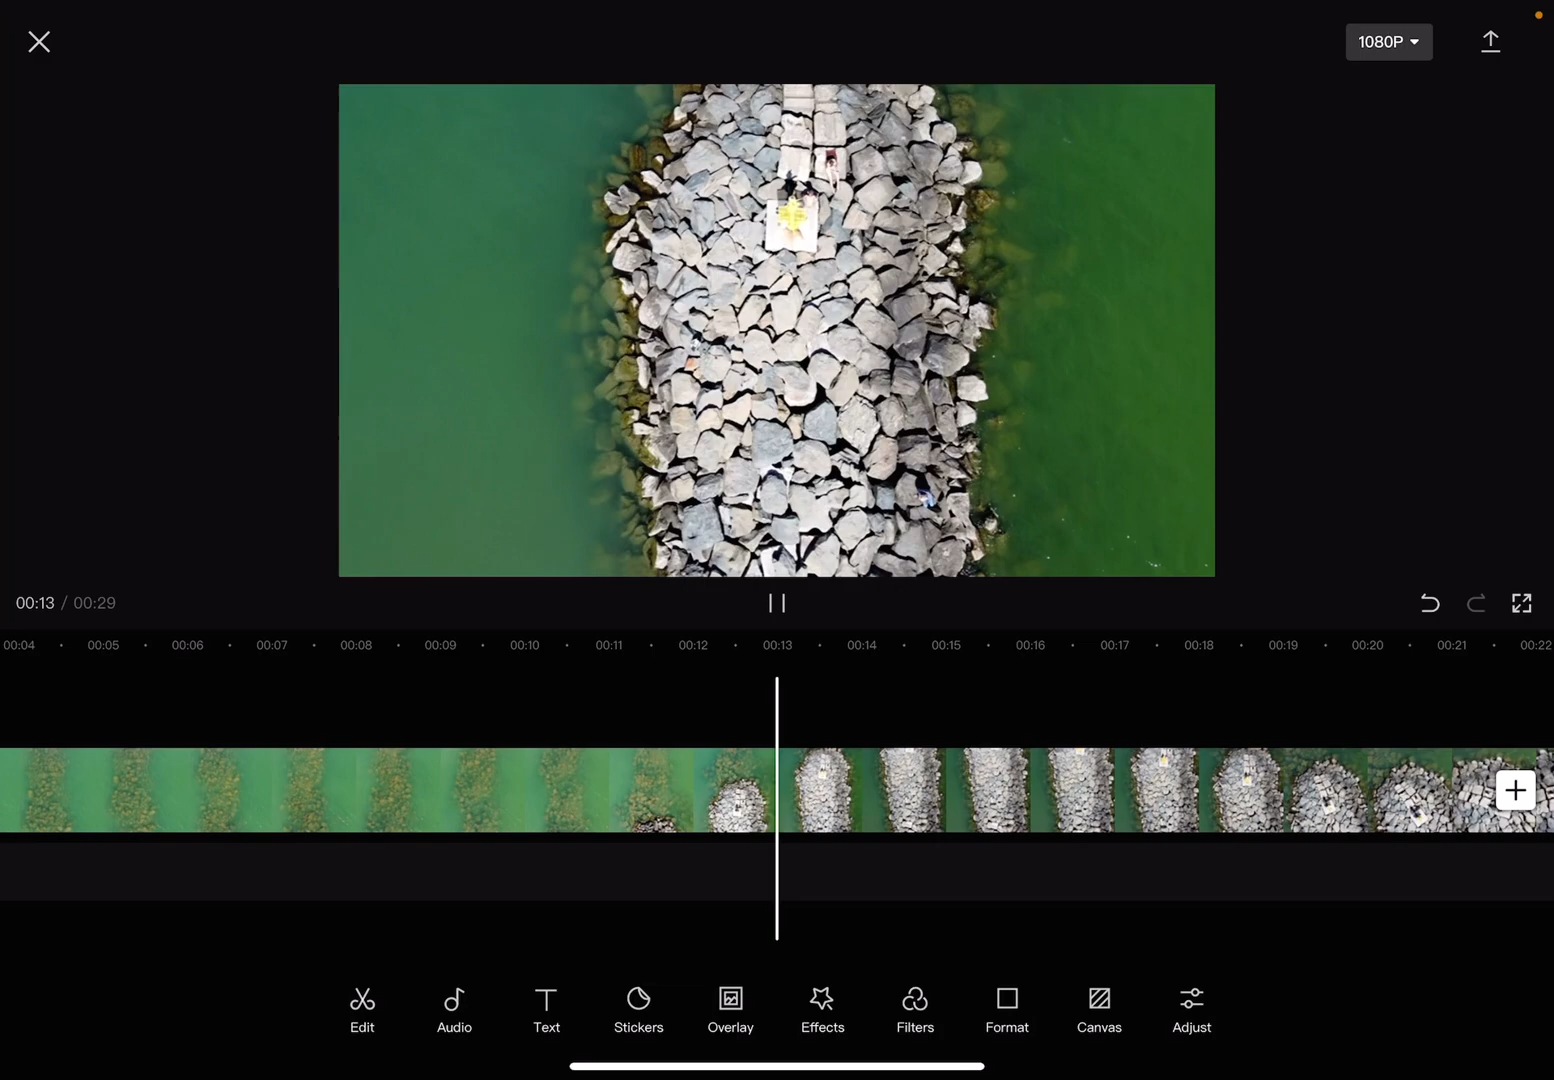 1080P
00:13 / 00:29
00:04 00:05 00:06 00:07 00:08 00:09 00:10 00:11 00:12 00:13 00:14 00:15 00:16 00:17 00:18 00:19 00:20 00:21 00:22
Edit Audio Text Stickers Overlay Effects Filters Format Canvas Adjust